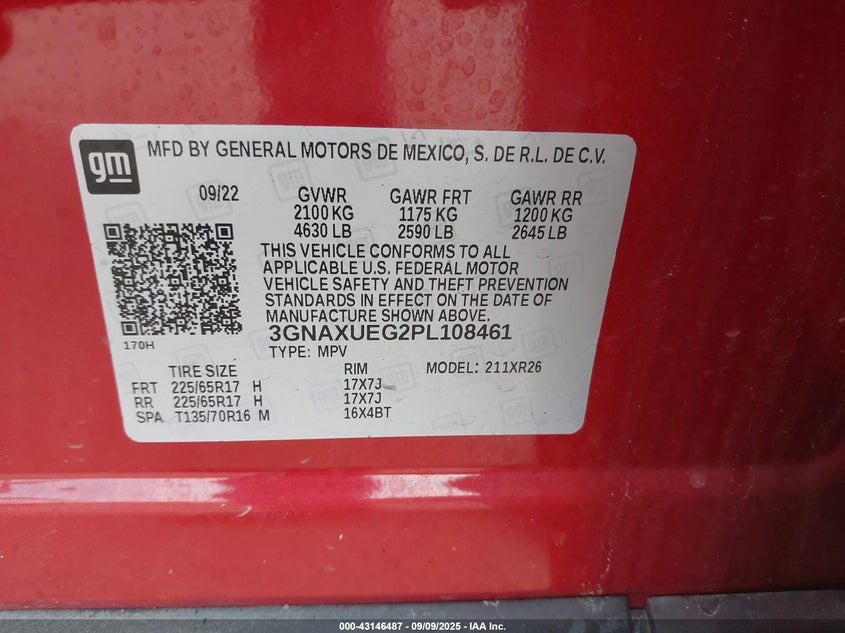 gm
MFD BY GENERAL MOTORS DE MEXICO, S. DE R.L. DE C.V.
09/22 GVWR GAWR FRT GAWR RR
2100 KG 1175 KG 1200 KG
4630 LB 2590 LB 2645 LB
THIS VEHICLE CONFORMS TO ALL
APPLICABLE U.S. FEDERAL MOTOR
VEHICLE SAFETY AND THEFT PREVENTION
STANDARDS IN EFFECT ON THE DATE OF
MANUFACTURE SHOWN ABOVE.
170H
3GNAXUEG2PL108461
TYPE: MPV
TIRE SIZE RIM MODEL: 211XR26
FRT 225/65R17 H 17X7J
RR 225/65R17 H 17X7J
SPA T135/70R16 M 16X4BT
000-43146487 - 09/09/2025 - IAA Inc.